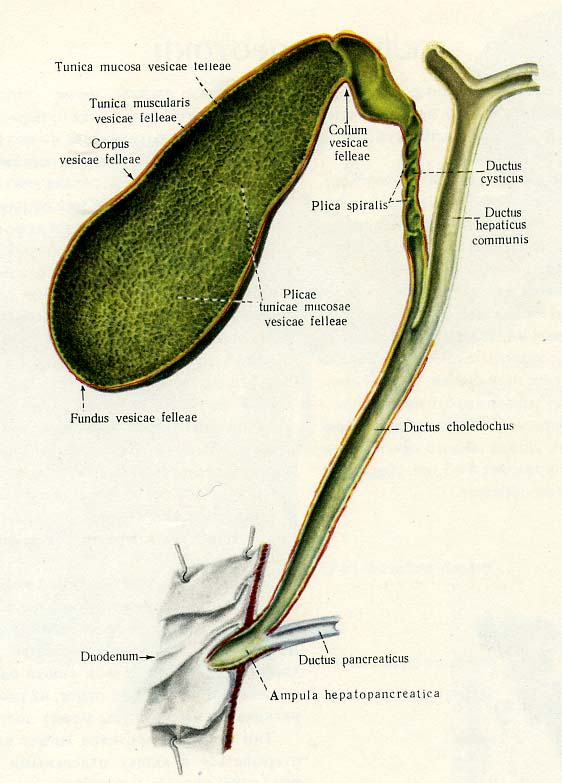 Tunica mucosa vesicae felleae
Tunica muscularis
vesicae felleae
Corpus
vesicae felleae
Collum
vesicae
felleae
Ductus
cysticus
Plica spiralis
Ductus
hepaticus
communis
Plicae
tunicae mucosae
vesicae felleae
Fundus vesicae felleae
Ductus choledochus
Duodenum
Ductus pancreaticus
Ampula hepatopancreatica